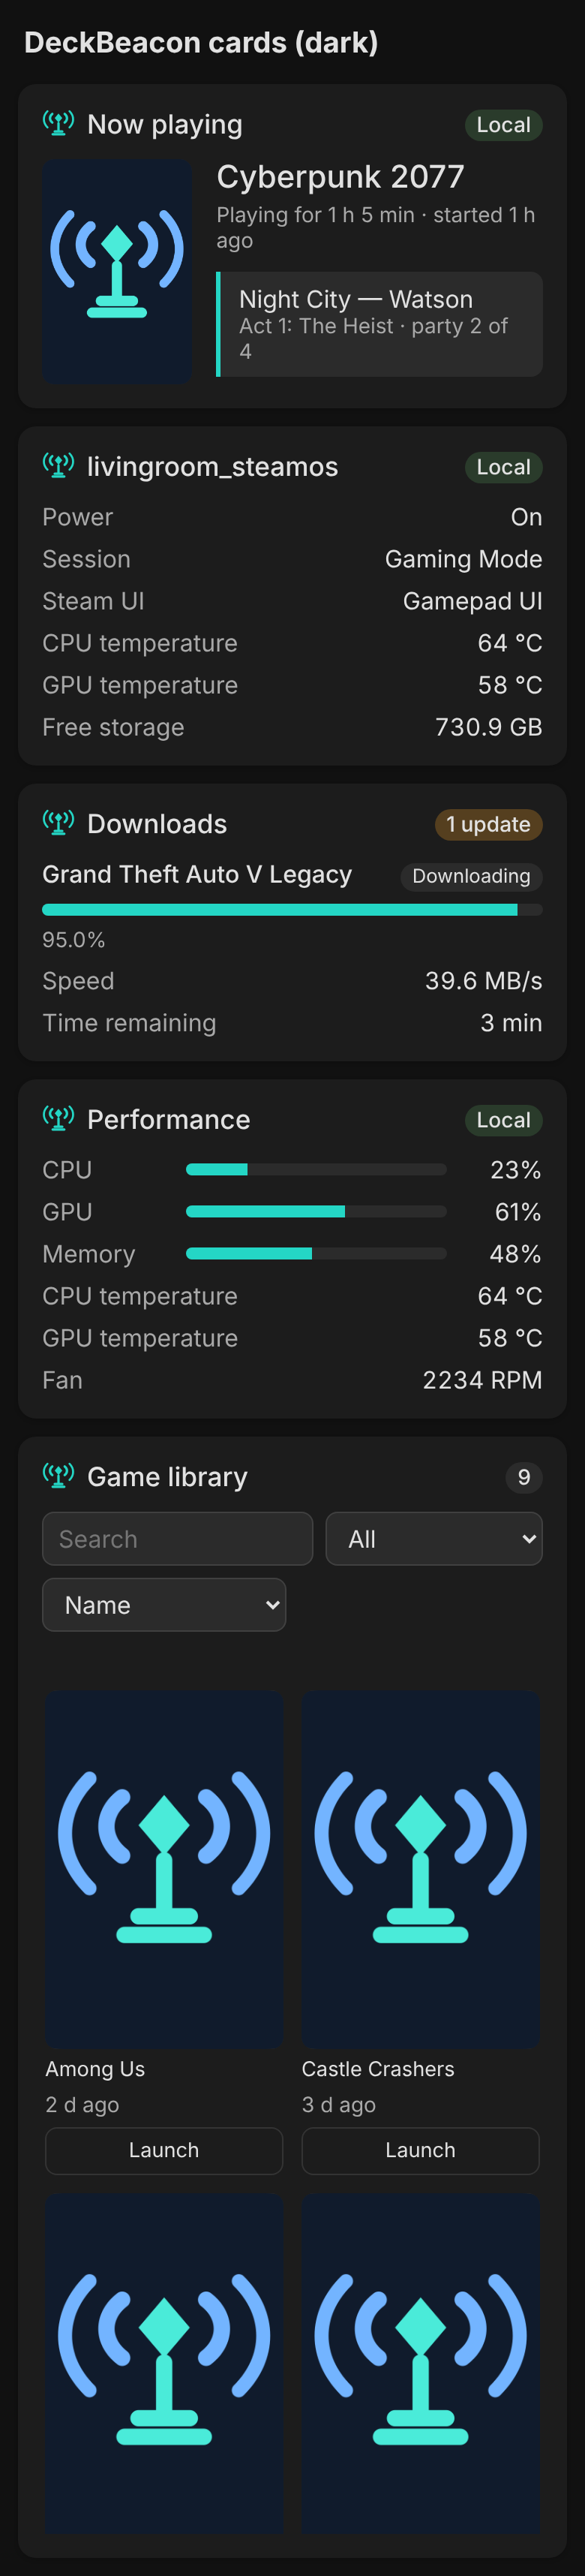 DeckBeacon cards (dark)
Now playing
Local
Cyberpunk 2077
Playing for 1 h 5 min · started 1 h
ago
Night City — Watson
Act 1: The Heist · party 2 of
4
livingroom_steamos
Local
Power
On
Session
Gaming Mode
Steam UI
Gamepad UI
CPU temperature
64 °C
GPU temperature
58 °C
Free storage
730.9 GB
Downloads
1 update
Grand Theft Auto V Legacy
Downloading
95.0%
Speed
39.6 MB/s
Time remaining
3 min
Performance
Local
CPU
23%
GPU
61%
Memory
48%
CPU temperature
64 °C
GPU temperature
58 °C
Fan
2234 RPM
Game library
9
Search
All
Name
Among Us
Castle Crashers
2 d ago
3 d ago
Launch
Launch